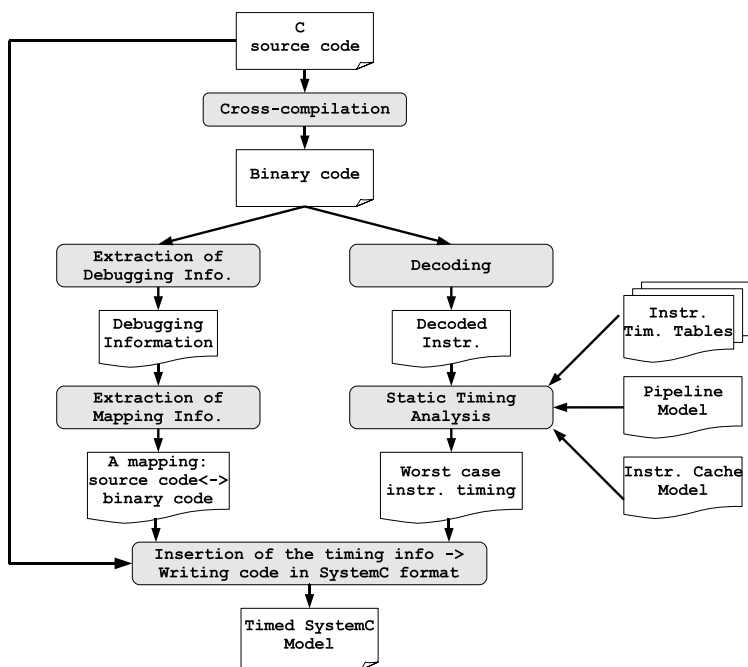 C
source code
Cross-compilation
Binary code
Extraction of
Debugging Info.
Decoding
Debugging
Information
Decoded
Instr.
Instr.
Tim. Tables
Extraction of
Mapping Info.
Static Timing
Analysis
Pipeline
Model
A mapping:
source code<->
binary code
Worst case
instr. timing
Instr. Cache
Model
Insertion of the timing info ->
Writing code in SystemC format
Timed SystemC
Model